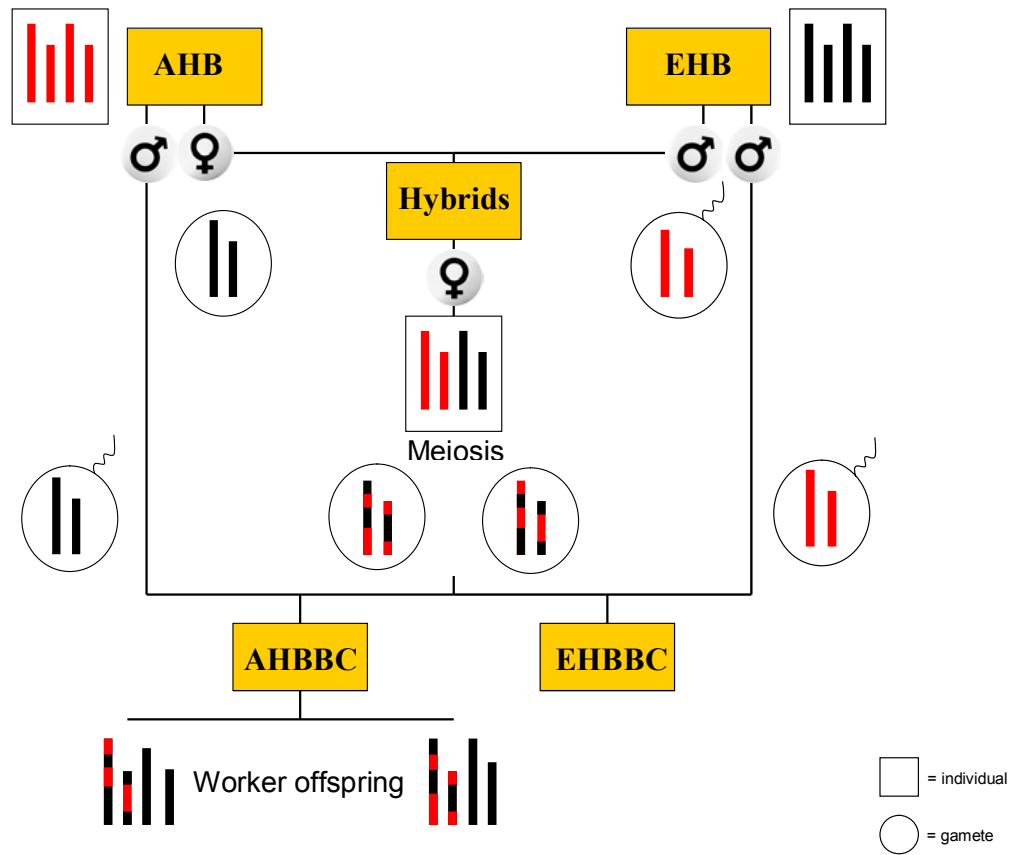 AHB
EHB
Hybrids
Meiosis
AHBBC
EHBBC
Worker offspring
= individual
= gamete